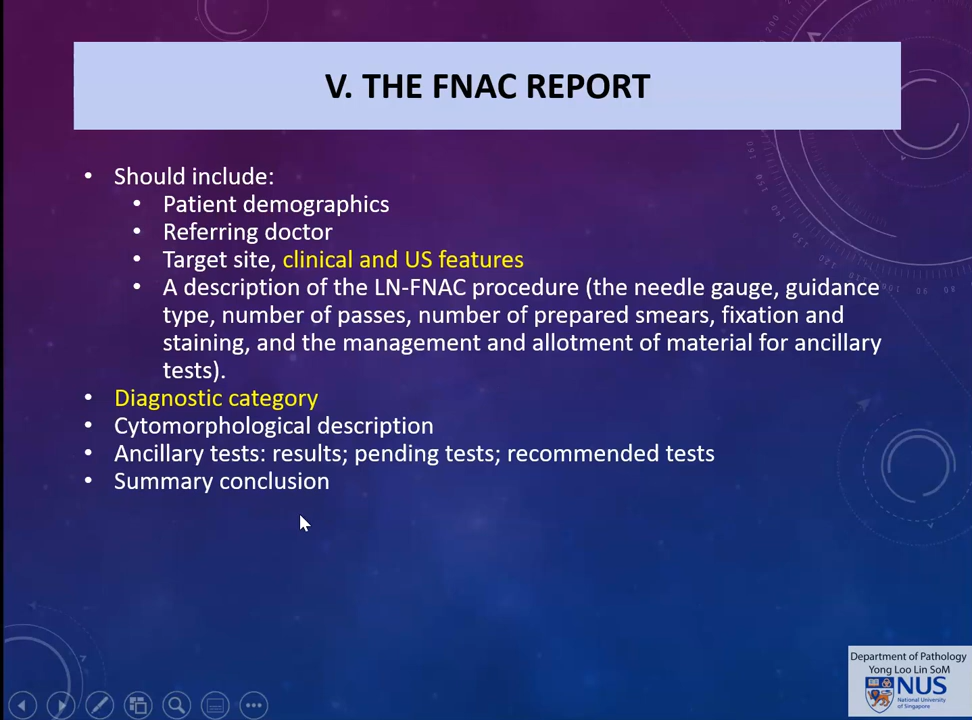 V. THE FNAC REPORT
• Should include:
• Patient demographics
• Referring doctor
• Target site, clinical and US features
• A description of the LN-FNAC procedure (the needle gauge, guidance
type, number of passes, number of prepared smears, fixation and
staining, and the management and allotment of material for ancillary
tests).
• Diagnostic category
• Cytomorphological description
• Ancillary tests: results; pending tests; recommended tests
• Summary conclusion
Department of Pathology
Yong Loo Lin SoM
NUS
National University
of Singapore